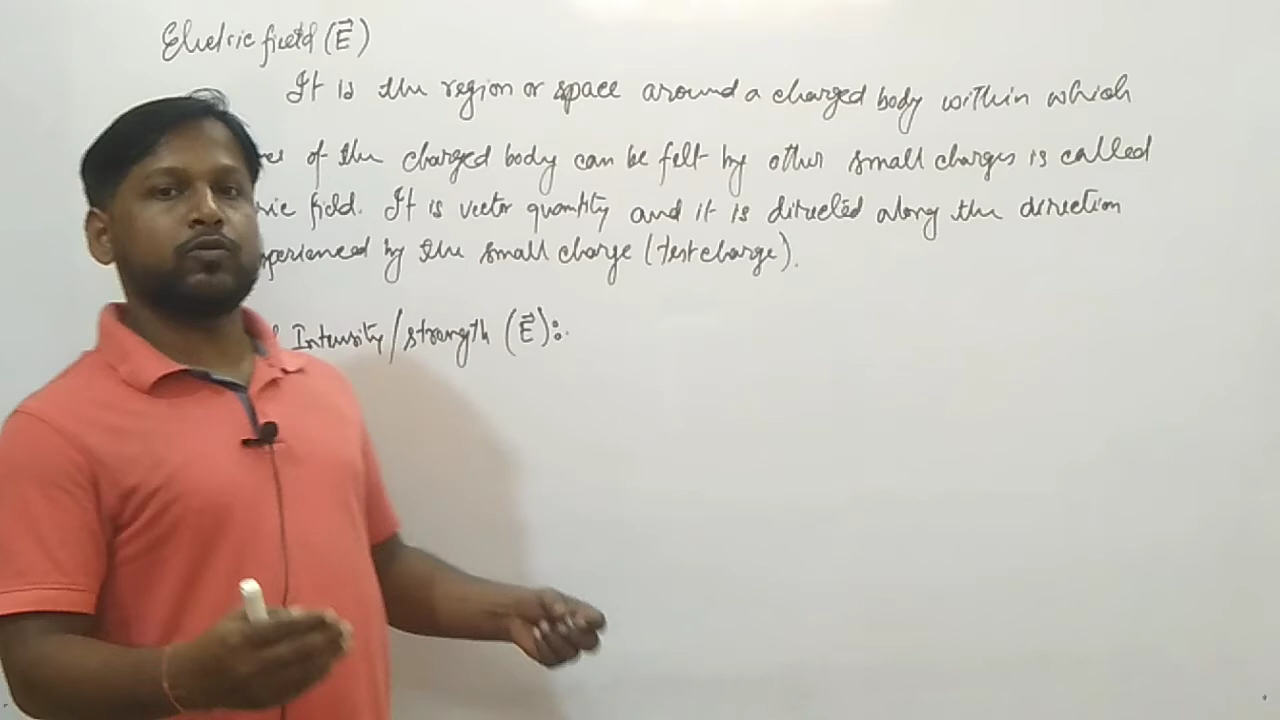 Electric field (E⃗)
It is the region or space around a charged body within which
of the charged body can be felt by other small charges is called
field. It is vector quantity and it is directed along the direction
by the small charge (test charge).
Intensity/strength (E⃗):-